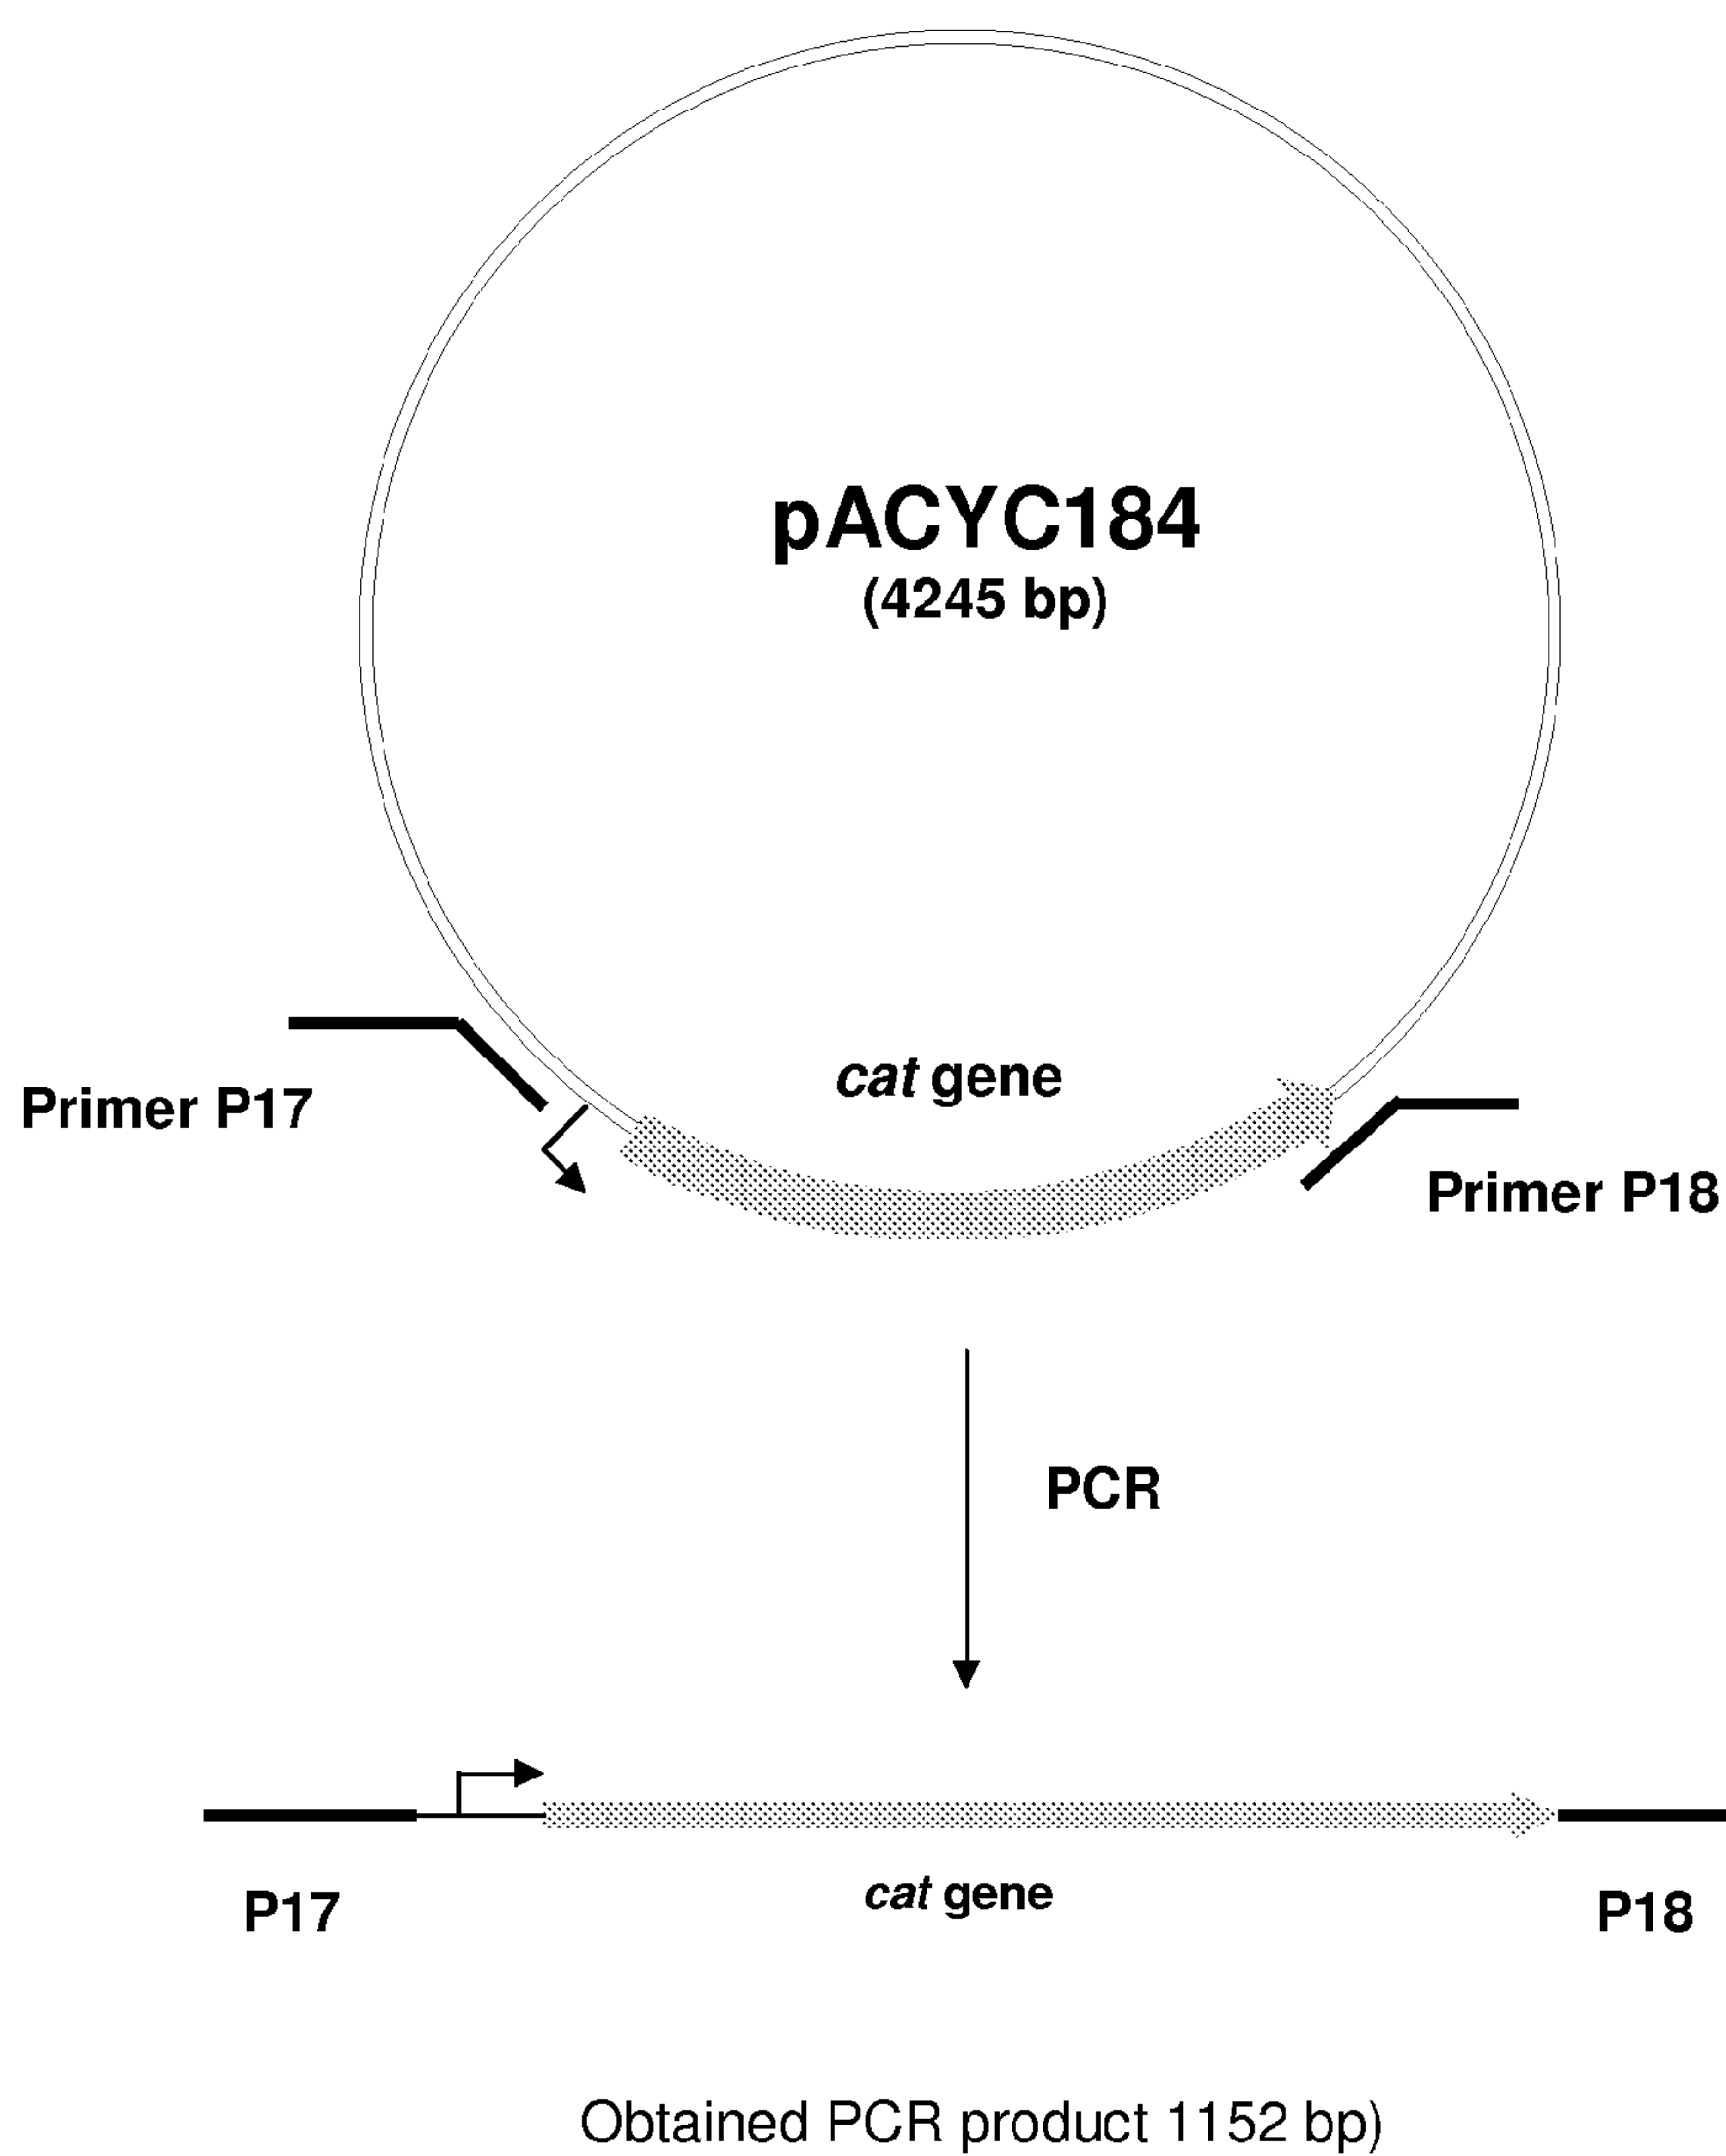 pACYC184
(4245 bp)
cat gene
Primer P17
Primer P18
PCR
cat gene
P17
P18
Obtained PCR product 1152 bp)